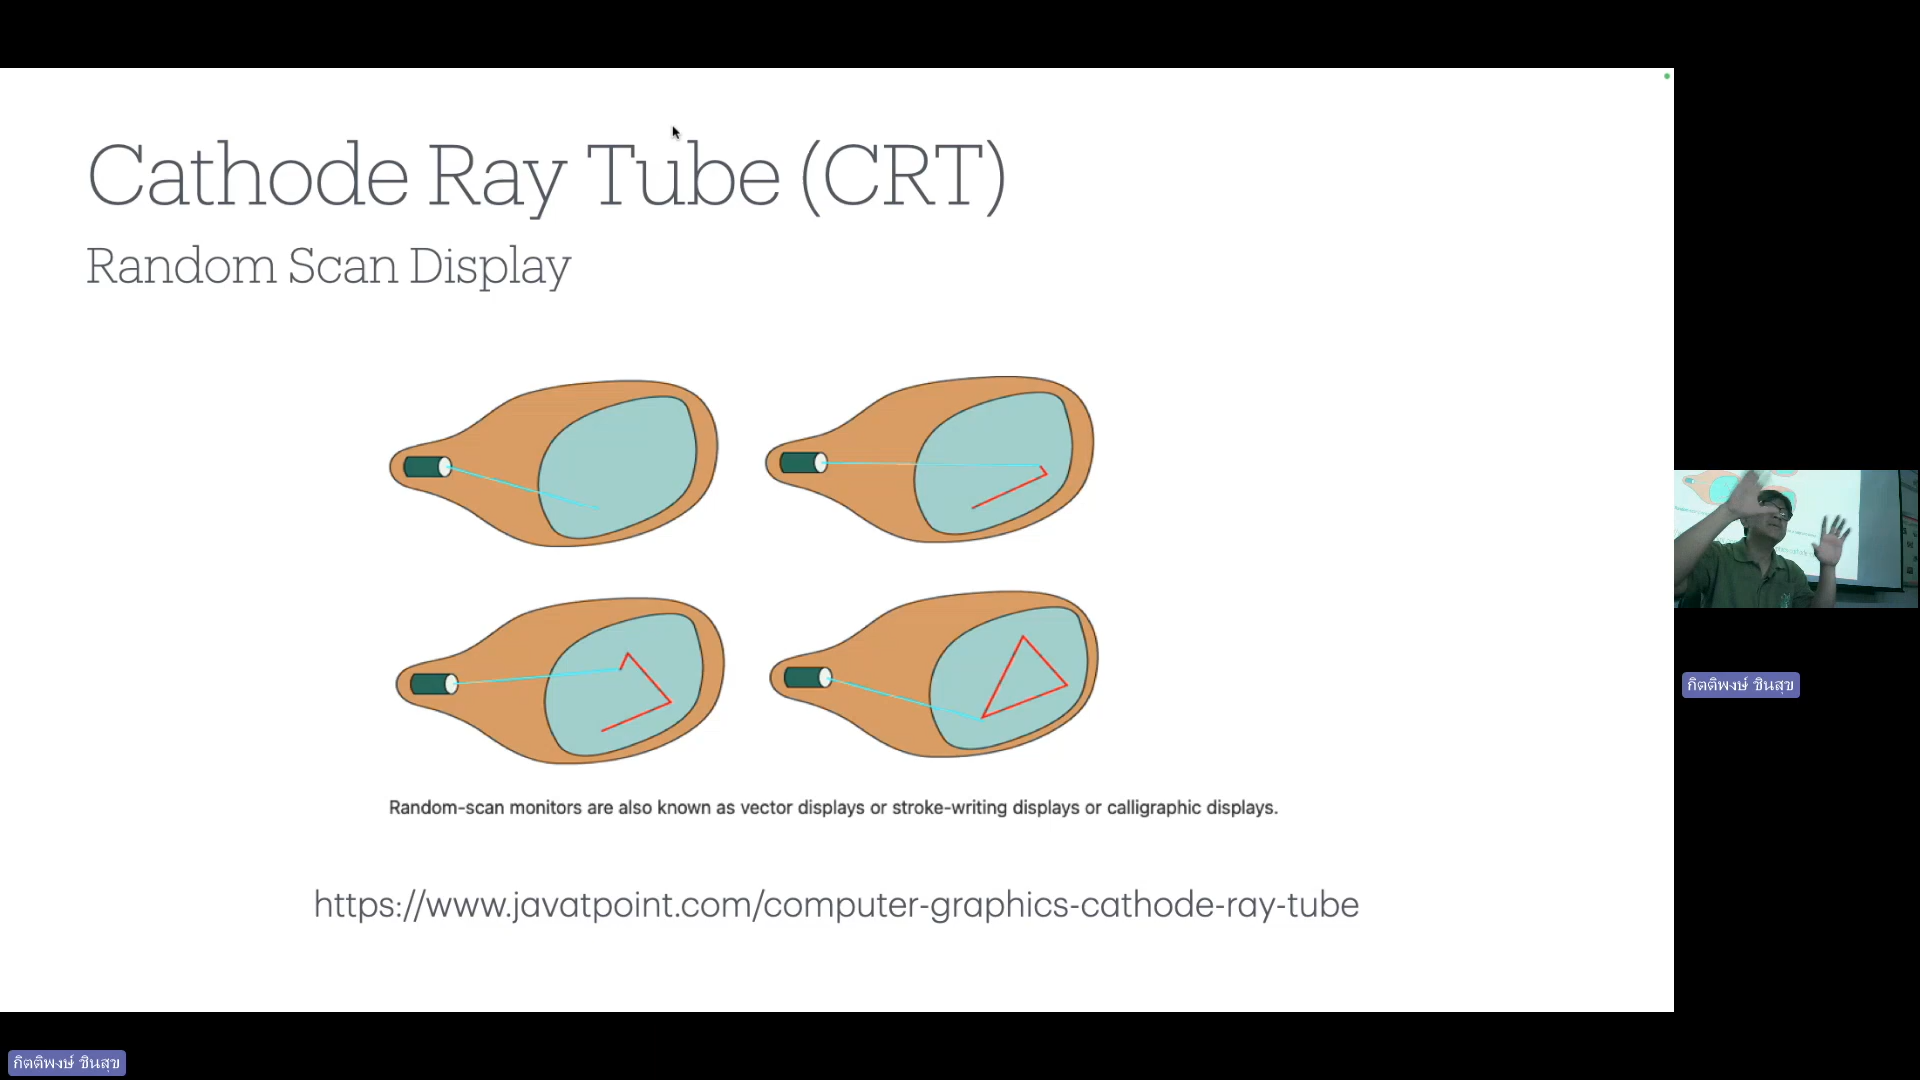 Cathode Ray Tube (CRT)
Random Scan Display
Random-scan monitors are also known as vector displays or stroke-writing displays or calligraphic displays.
https://www.javatpoint.com/computer-graphics-cathode-ray-tube
กิตติพงษ์ ชินสุข
กิตติพงษ์ ชินสุข